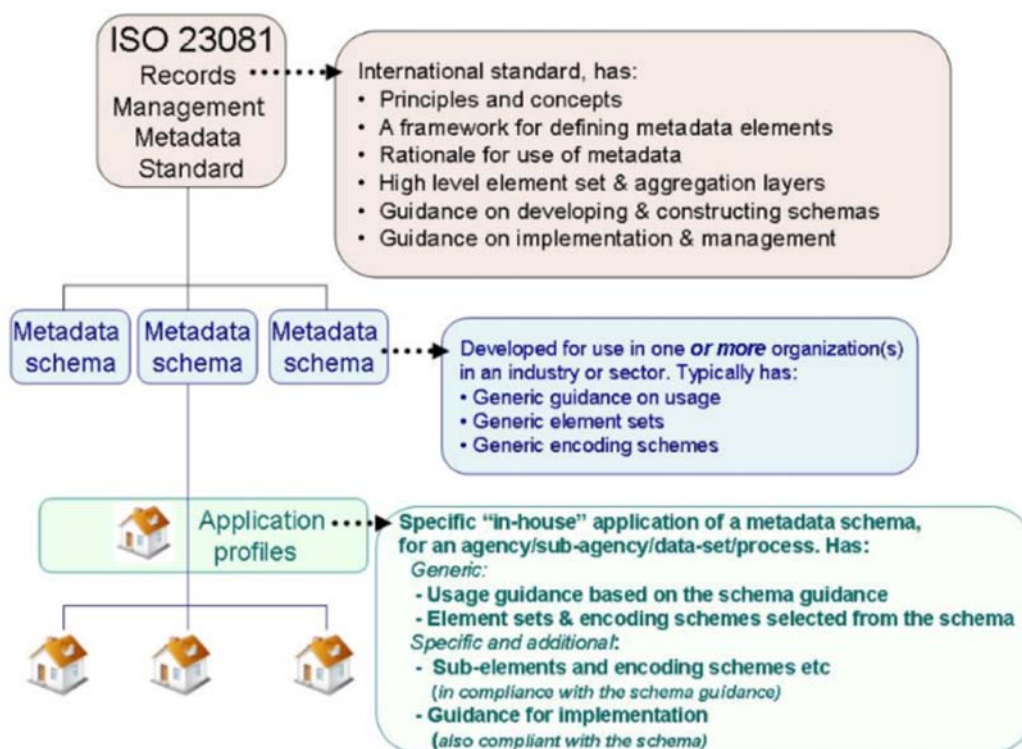 ISO 23081
Records
Management
Metadata
Standard
International standard, has:
• Principles and concepts
• A framework for defining metadata elements
• Rationale for use of metadata
• High level element set & aggregation layers
• Guidance on developing & constructing schemas
• Guidance on implementation & management
Metadata
schema
Metadata
schema
Metadata
schema
Developed for use in one or more organization(s)
in an industry or sector. Typically has:
• Generic guidance on usage
• Generic element sets
• Generic encoding schemes
Application
profiles
Specific “in-house” application of a metadata schema,
for an agency/sub-agency/data-set/process. Has:
Generic:
- Usage guidance based on the schema guidance
- Element sets & encoding schemes selected from the schema
Specific and additional:
- Sub-elements and encoding schemes etc
(in compliance with the schema guidance)
- Guidance for implementation
(also compliant with the schema)